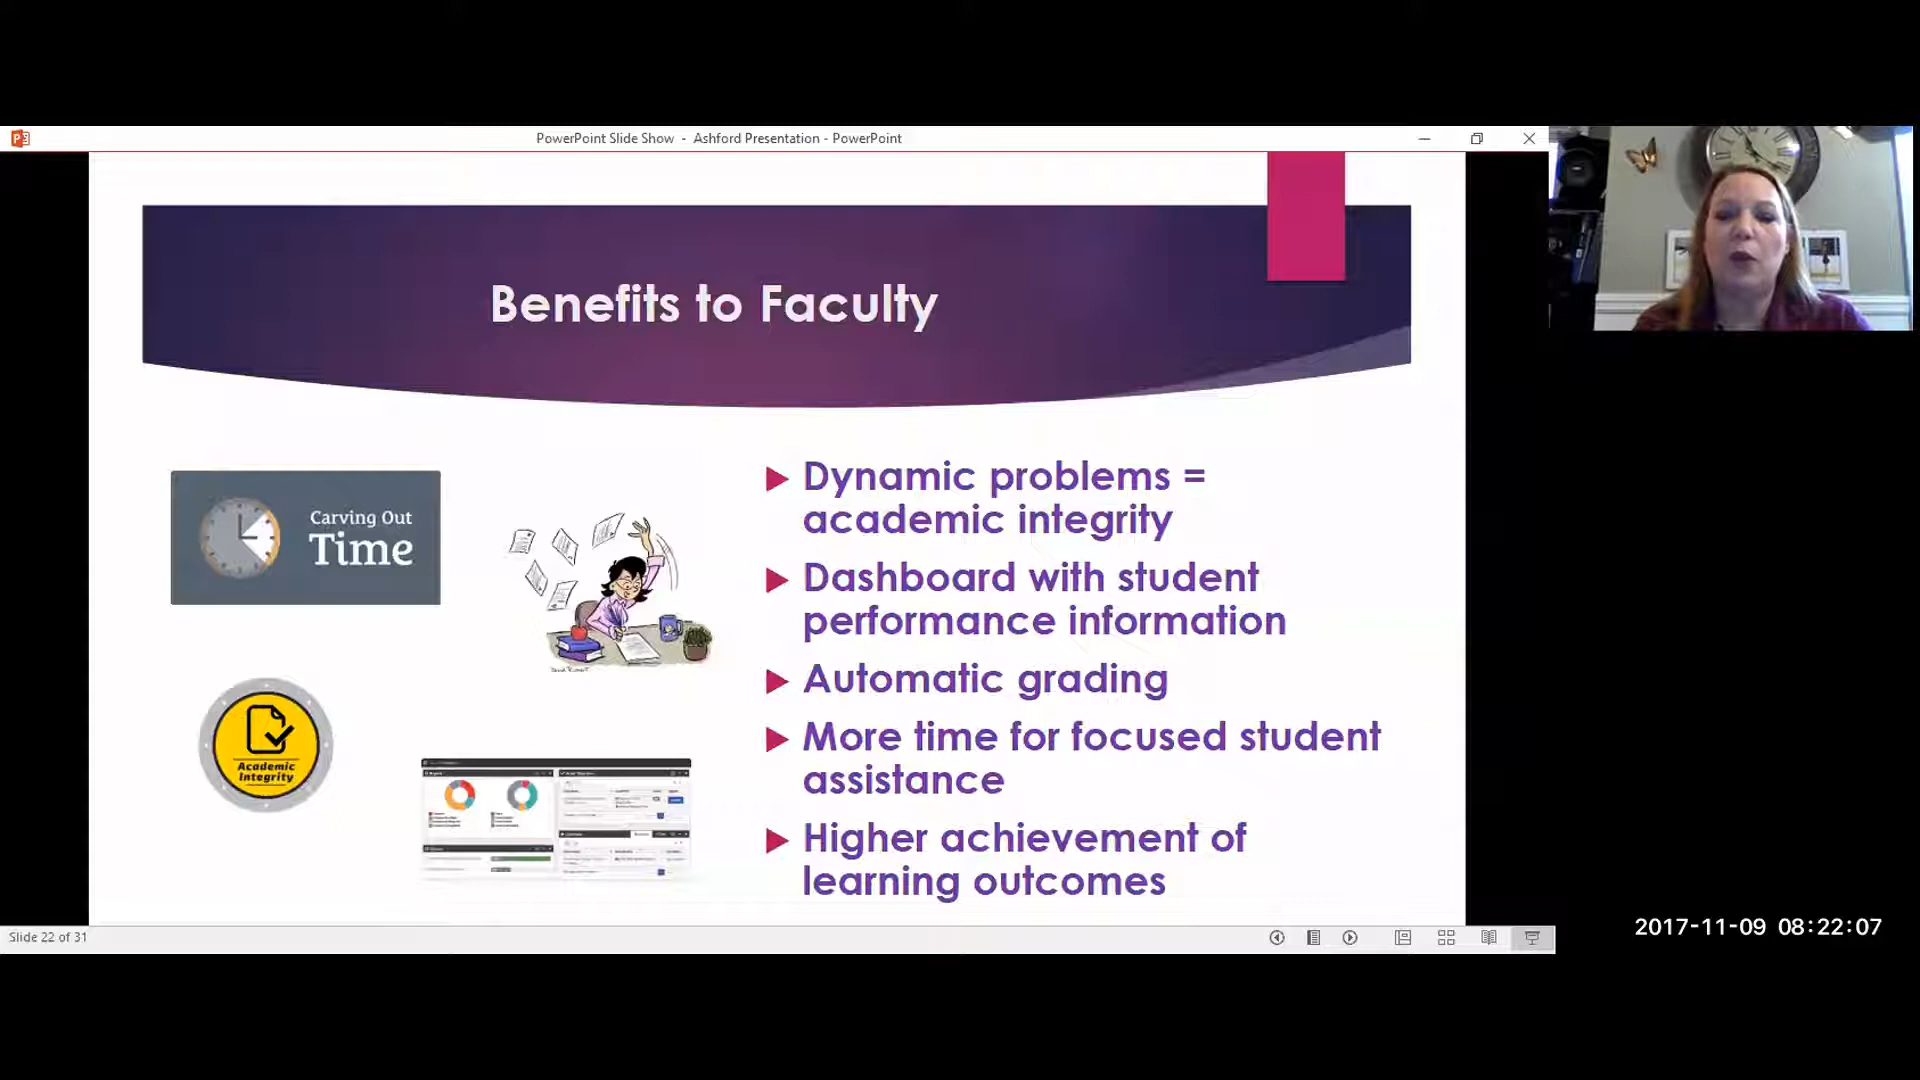 PowerPoint Slide Show - Ashford Presentation - PowerPoint
Benefits to Faculty
Carving Out
Time
Academic
Integrity
Dynamic problems =
academic integrity
Dashboard with student
performance information
Automatic grading
More time for focused student
assistance
Higher achievement of
learning outcomes
Slide 22 of 31
2017-11-09 08:22:07